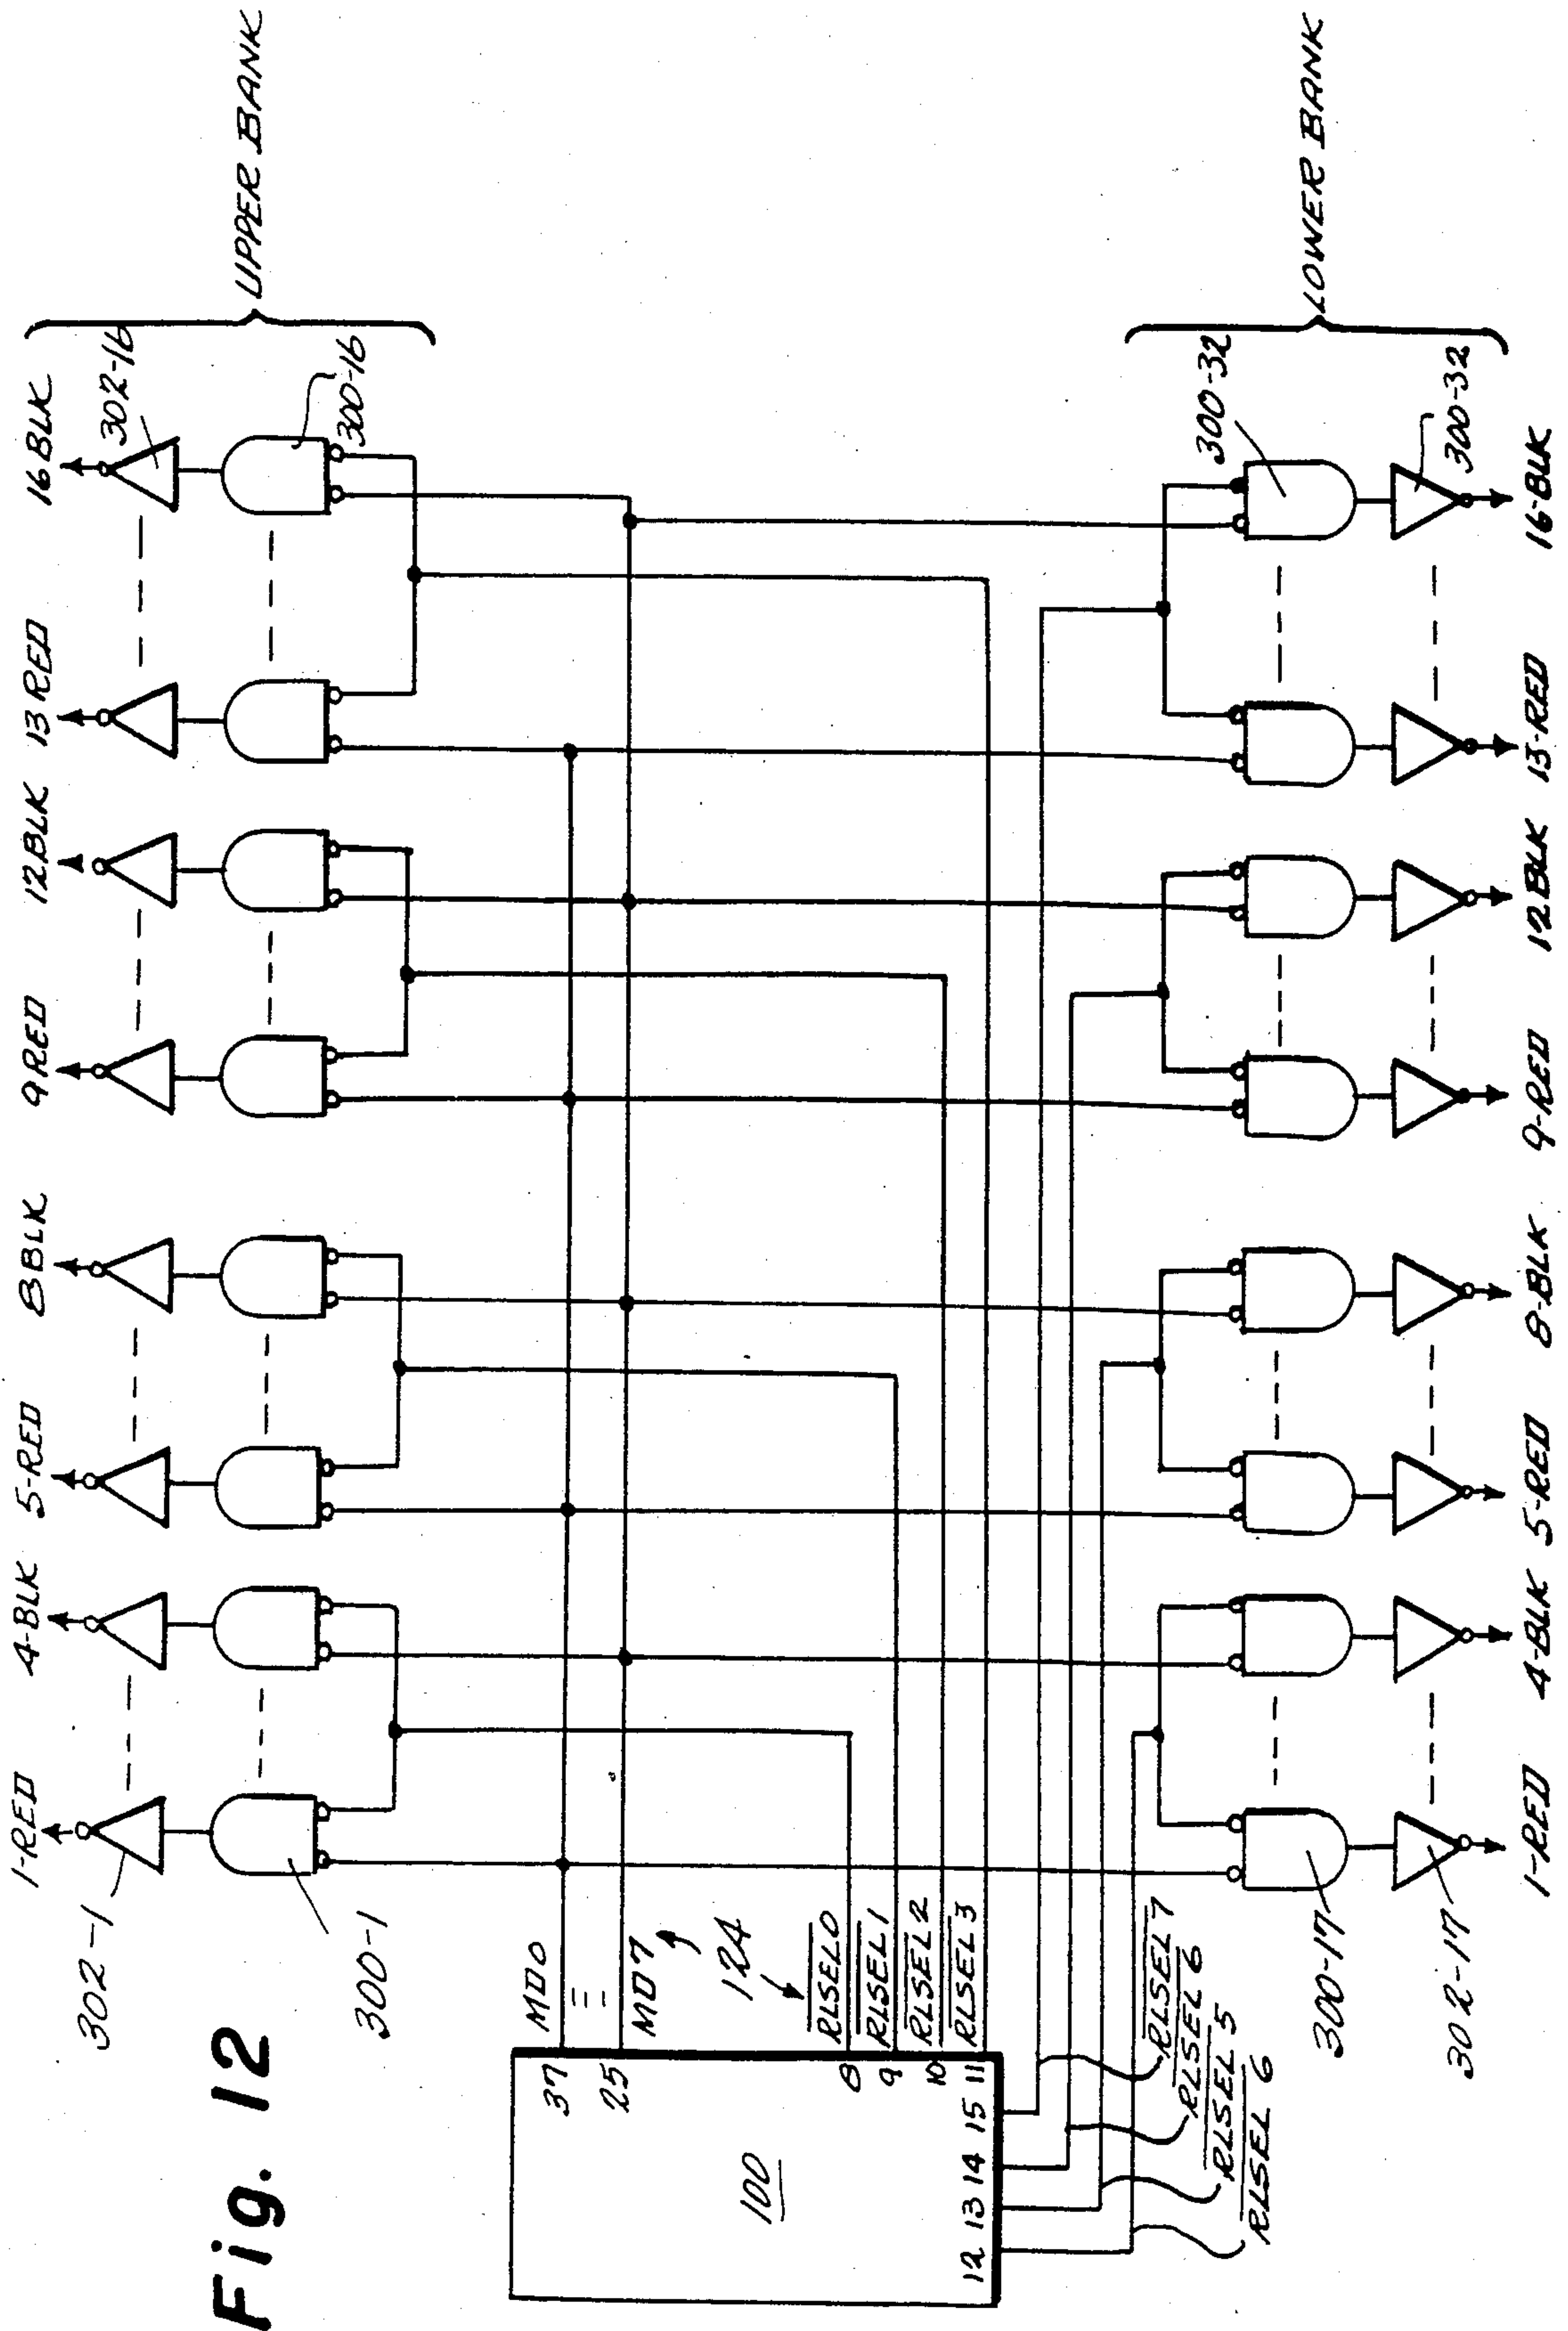 Fig. 12
1-RED
4-BLK
5-RED
8 BLK
9 RED
12 BLK
13 RED
16 BLK
302-1
302-16
300-1
300-16
UPPER BANK
MD0
MD7
124
37
25
8
9
10
11
RLSEL0
RLSEL1
RLSEL2
RLSEL3
100
12 13 14 15
RLSEL7
RLSEL6
RLSEL5
RLSEL6
300-17
300-32
302-17
300-32
LOWER BANK
1-RED
4-BLK
5-RED
8-BLK
9-RED
12 BLK
13-RED
16-BLK